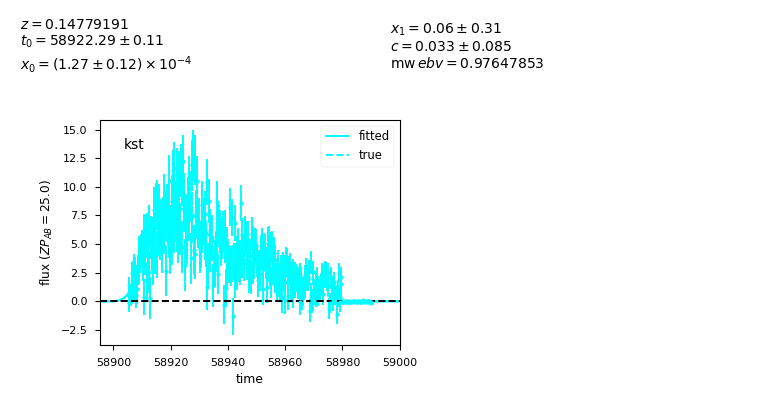 z = 0.14779191
t₀ = 58922.29 ± 0.11
x₀ = (1.27 ± 0.12) × 10⁻⁴
x₁ = 0.06 ± 0.31
c = 0.033 ± 0.085
mw ebv = 0.97647853
kst
fitted
true
15.0
12.5
10.0
7.5
5.0
2.5
0.0
−2.5
flux (ZP_AB = 25.0)
58900 58920 58940 58960 58980 59000
time